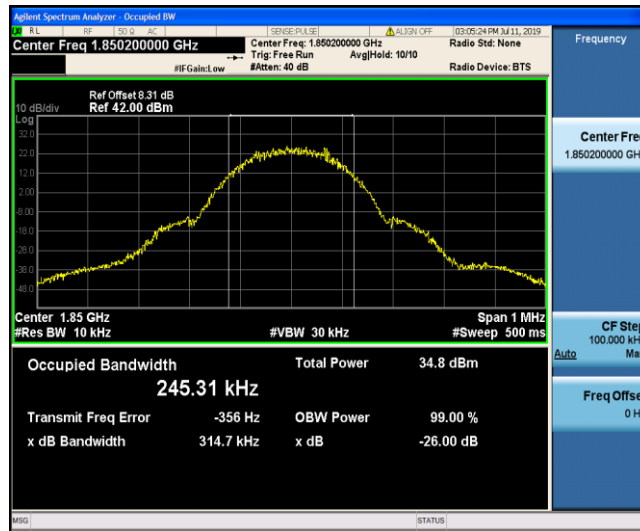 Agilent Spectrum Analyzer - Occupied BW
RL RF 50 Ω AC SENSE:PULSE ALIGN OFF 03:05:24 PM Jul 11, 2019
Center Freq 1.850200000 GHz
Center Freq: 1.850200000 GHz
Radio Std: None
Trig: Free Run Avg|Hold: 10/10
#IFGain:Low #Atten: 40 dB Radio Device: BTS
Ref Offset 8.31 dB
10 dB/div Ref 42.00 dBm
Log
32.0
22.0
12.0
2.00
-8.00
-18.0
-28.0
-38.0
-48.0
Center 1.85 GHz Span 1 MHz
#Res BW 10 kHz #VBW 30 kHz #Sweep 500 ms
Occupied Bandwidth Total Power 34.8 dBm
245.31 kHz
Transmit Freq Error -356 Hz OBW Power 99.00 %
x dB Bandwidth 314.7 kHz x dB -26.00 dB
MSG STATUS
Frequency
Center Fre
1.850200000 GH
CF Step
100.000 kH
Auto Ma
Freq Offse
0 H